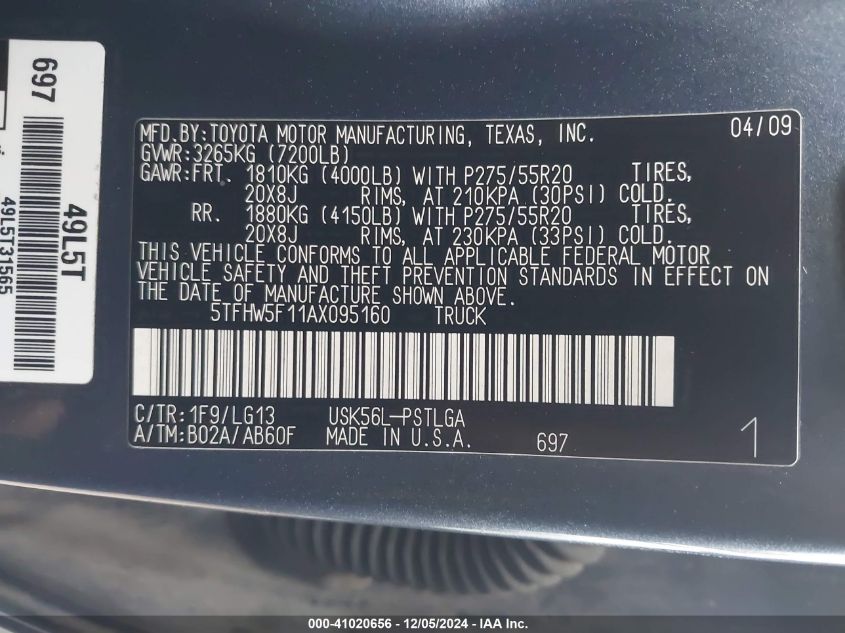 697
49L5T
49L5T31565
MFD.BY:TOYOTA MOTOR MANUFACTURING, TEXAS, INC. 04/09
GVWR:3265KG (7200LB)
GAWR:FRT. 1810KG (4000LB) WITH P275/55R20 TIRES,
20X8J RIMS, AT 210KPA (30PSI) COLD.
RR. 1880KG (4150LB) WITH P275/55R20 TIRES,
20X8J RIMS, AT 230KPA (33PSI) COLD.
THIS VEHICLE CONFORMS TO ALL APPLICABLE FEDERAL MOTOR
VEHICLE SAFETY AND THEFT PREVENTION STANDARDS IN EFFECT ON
THE DATE OF MANUFACTURE SHOWN ABOVE.
5TFHW5F11AX095160 TRUCK
C/TR:1F9/LG13 USK56L-PSTLGA
A/TM:B02A/AB60F MADE IN U.S.A. 697
1
000-41020656 - 12/05/2024 - IAA Inc.